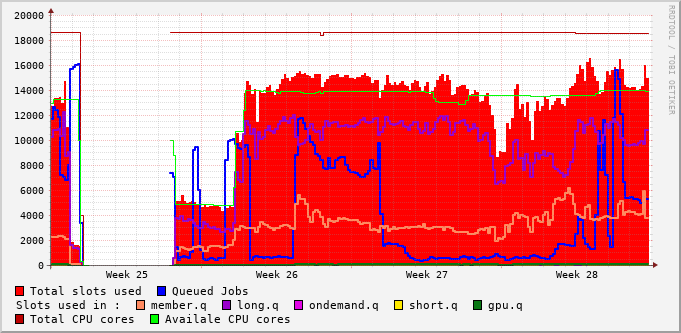 20000
18000
16000
14000
12000
10000
8000
6000
4000
2000
0
Week 25 Week 26 Week 27 Week 28
Total slots used Queued Jobs
Slots used in : member.q long.q ondemand.q short.q gpu.q
Total CPU cores Availale CPU cores
RRDTOOL / TOBI OETIKER